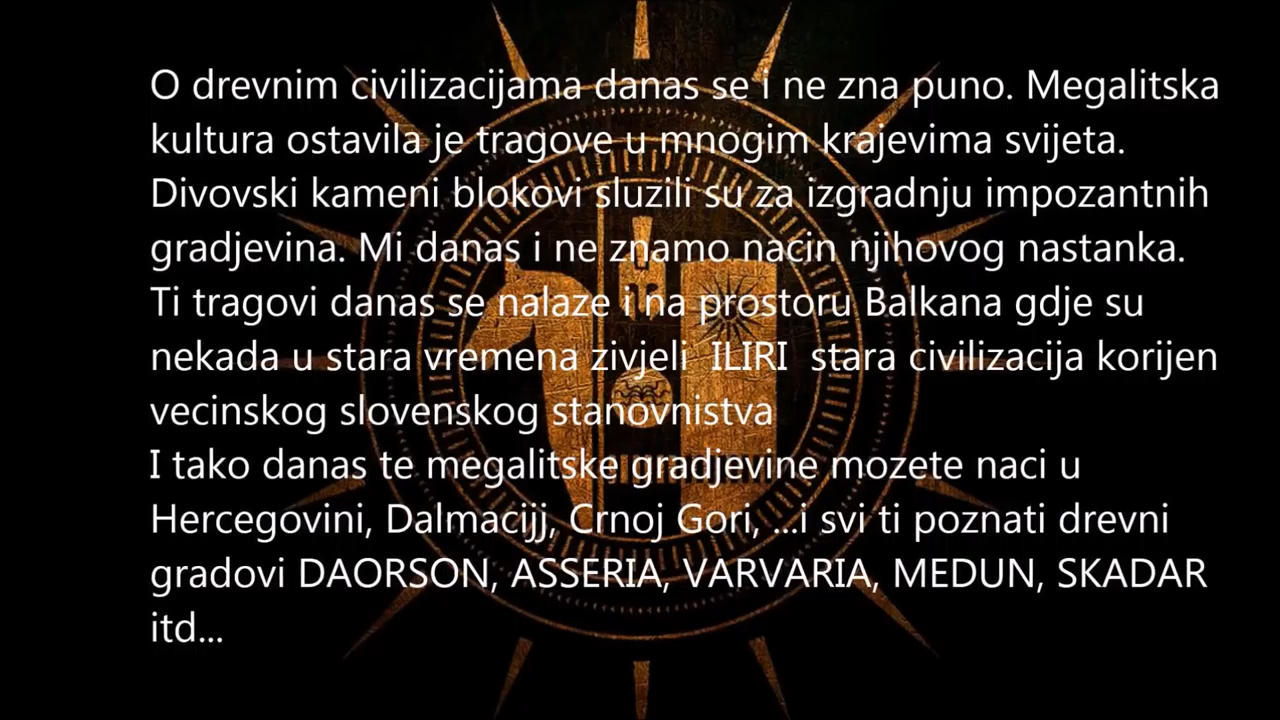 O drevnim civilizacijama danas se i ne zna puno. Megalitska
kultura ostavila je tragove u mnogim krajevima svijeta.
Divovski kameni blokovi sluzili su za izgradnju impozantnih
gradjevina. Mi danas i ne znamo nacin njihovog nastanka.
Ti tragovi danas se nalaze i na prostoru Balkana gdje su
nekada u stara vremena zivjeli  ILIRI  stara civilizacija korijen
vecinskog slovenskog stanovnistva
I tako danas te megalitske gradjevine mozete naci u
Hercegovini, Dalmacijj, Crnoj Gori, ...i svi ti poznati drevni
gradovi DAORSON, ASSERIA, VARVARIA, MEDUN, SKADAR
itd...